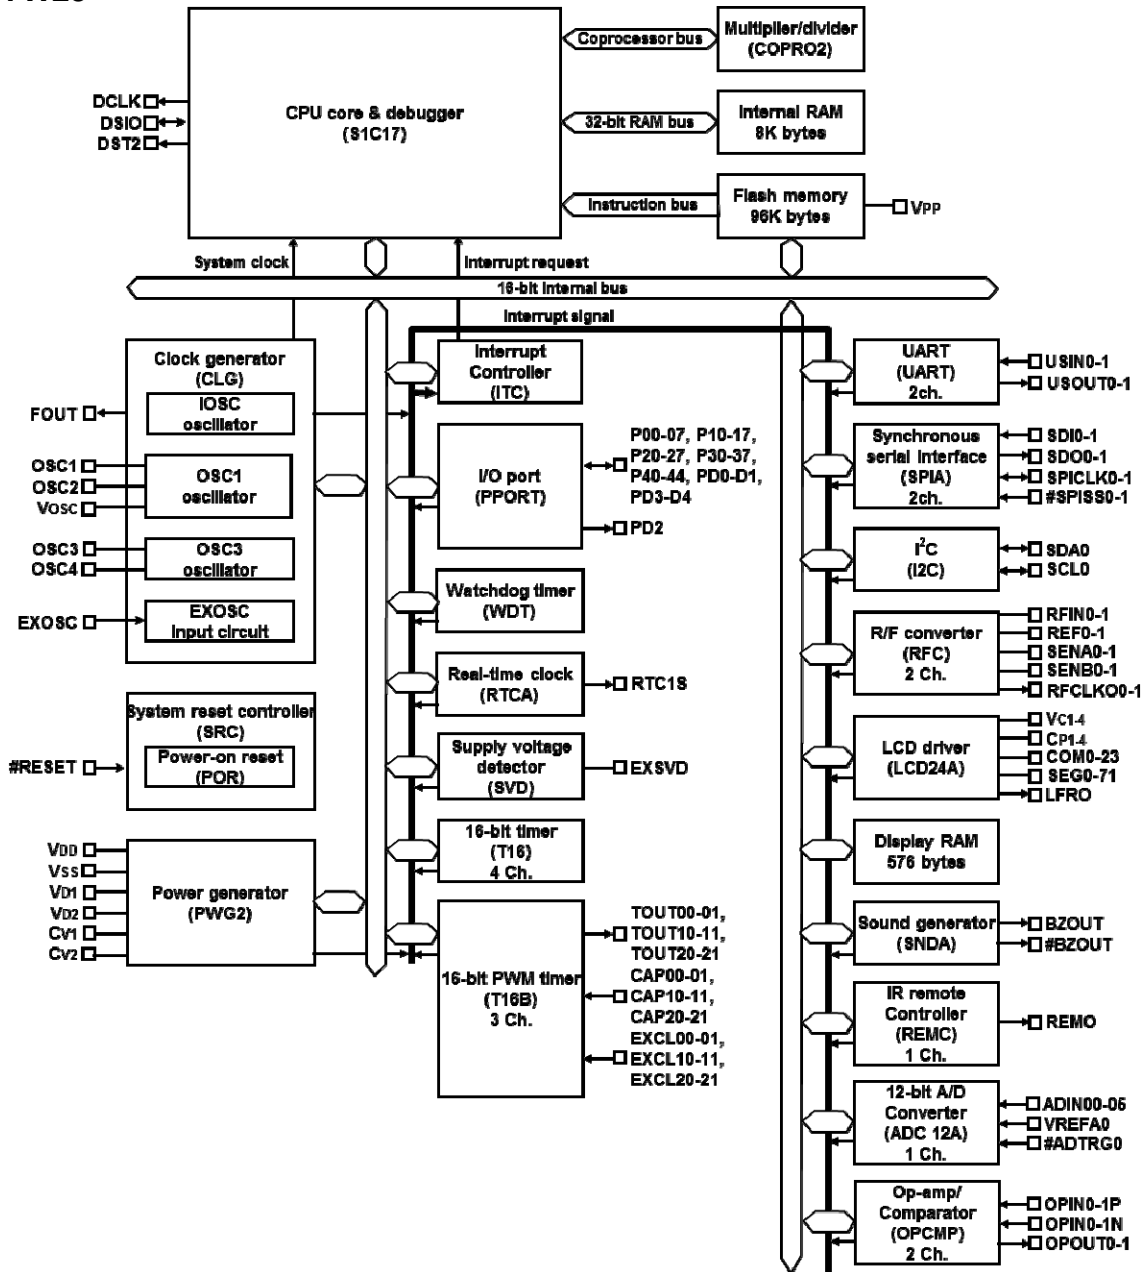 Multiplier/divider
(COPRO2)
Coprocessor bus
CPU core & debugger
(S1C17)
DCLK
DSIO
DST2
32-bit RAM bus
Internal RAM
8K bytes
Instruction bus
Flash memory
96K bytes
VPP
System clock
Interrupt request
16-bit internal bus
Interrupt signal
Clock generator
(CLG)
IOSC
oscillator
FOUT
OSC1
OSC2
VOSC
OSC1
oscillator
OSC3
OSC4
OSC3
oscillator
EXOSC
EXOSC
input circuit
System reset controller
(SRC)
#RESET
Power-on reset
(POR)
VDD
VSS
VD1
VD2
CV1
CV2
Power generator
(PWG2)
Interrupt
Controller
(ITC)
I/O port
(PPORT)
P00-07, P10-17,
P20-27, P30-37,
P40-44, PD0-D1,
PD3-D4
PD2
Watchdog timer
(WDT)
Real-time clock
(RTCA)
RTC1S
Supply voltage
detector
(SVD)
EXSVD
16-bit timer
(T16)
4 Ch.
16-bit PWM timer
(T16B)
3 Ch.
TOUT00-01,
TOUT10-11,
TOUT20-21
CAP00-01,
CAP10-11,
CAP20-21
EXCL00-01,
EXCL10-11,
EXCL20-21
UART
(UART)
2ch.
USIN0-1
USOUT0-1
Synchronous
serial interface
(SPIA)
2ch.
SDI0-1
SDO0-1
SPICLK0-1
#SPISS0-1
I²C
(I2C)
SDA0
SCL0
R/F converter
(RFC)
2 Ch.
RFIN0-1
REF0-1
SENA0-1
SENB0-1
RFCLKO0-1
LCD driver
(LCD24A)
VC1-4
CP1-4
COM0-23
SEG0-71
LFRO
Display RAM
576 bytes
Sound generator
(SNDA)
BZOUT
#BZOUT
IR remote
Controller
(REMC)
1 Ch.
REMO
12-bit A/D
Converter
(ADC 12A)
1 Ch.
ADIN00-06
VREFA0
#ADTRG0
Op-amp/
Comparator
(OPCMP)
2 Ch.
OPIN0-1P
OPIN0-1N
OPOUT0-1